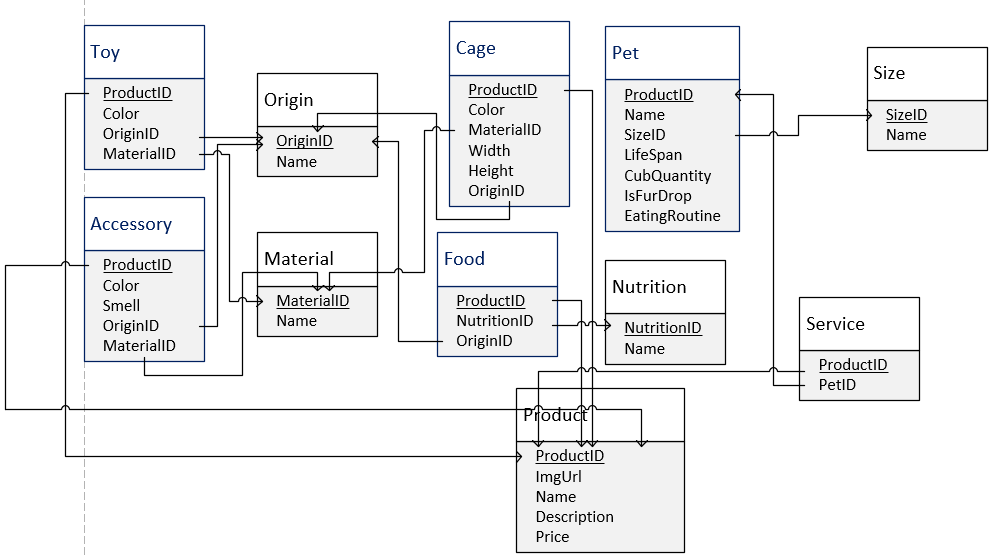 Toy
ProductID
Color
OriginID
MaterialID
Origin
OriginID
Name
Cage
ProductID
Color
MaterialID
Width
Height
OriginID
Pet
ProductID
Name
SizeID
LifeSpan
CubQuantity
IsFurDrop
EatingRoutine
Size
SizeID
Name
Accessory
ProductID
Color
Smell
OriginID
MaterialID
Material
MaterialID
Name
Food
ProductID
NutritionID
OriginID
Nutrition
NutritionID
Name
Service
ProductID
PetID
Product
ProductID
ImgUrl
Name
Description
Price